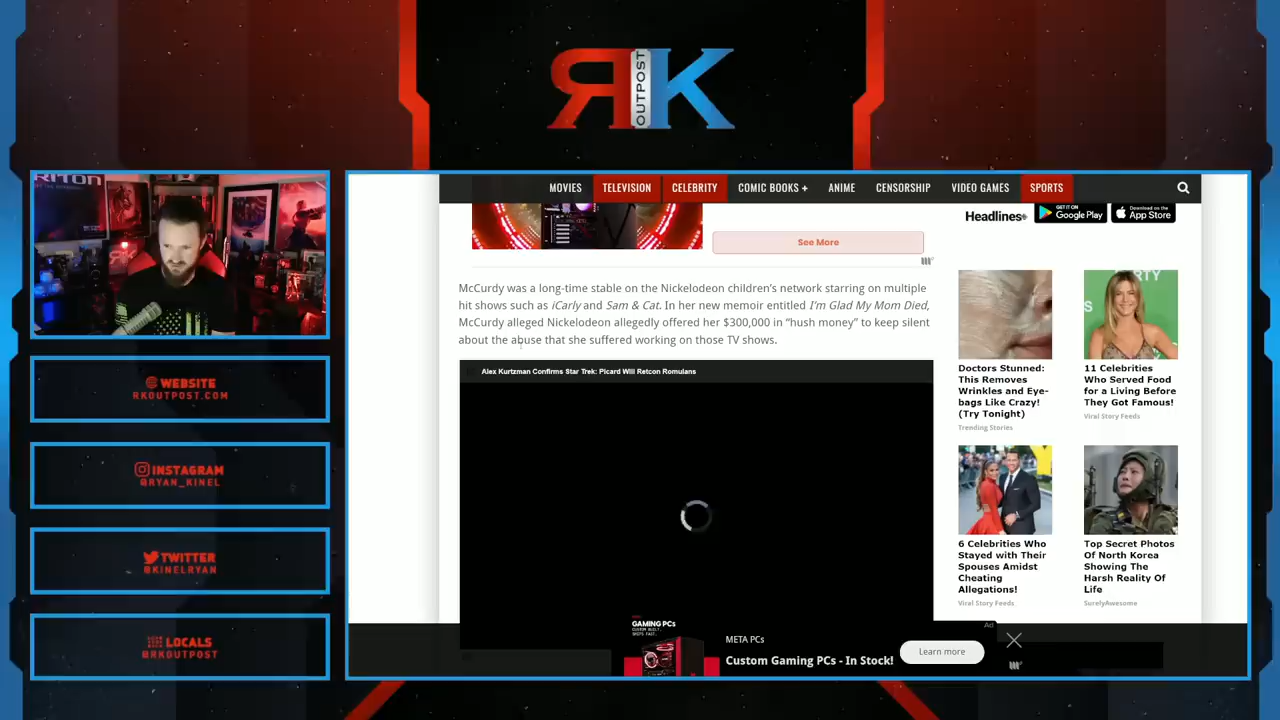 RK
OUTPOST
RITON
WEBSITE
RKOUTPOST.COM
INSTAGRAM
@RYAN_KINEL
TWITTER
@KINELRYAN
LOCALS
@RKOUTPOST
MOVIES TELEVISION CELEBRITY COMIC BOOKS + ANIME CENSORSHIP VIDEO GAMES SPORTS
See More
McCurdy was a long-time stable on the Nickelodeon children's network starring on multiple
hit shows such as iCarly and Sam & Cat. In her new memoir entitled I'm Glad My Mom Died,
McCurdy alleged Nickelodeon allegedly offered her $300,000 in “hush money” to keep silent
about the abuse that she suffered working on those TV shows.
Alex Kurtzman Confirms Star Trek: Picard Will Retcon Romulans
Headlines+
GET IT ON
Google Play
Download on the
App Store
Doctors Stunned:
This Removes
Wrinkles and Eye-
bags Like Crazy!
(Try Tonight)
Trending Stories
11 Celebrities
Who Served Food
for a Living Before
They Got Famous!
Viral Story Feeds
6 Celebrities Who
Stayed with Their
Spouses Amidst
Cheating
Allegations!
Viral Story Feeds
Top Secret Photos
Of North Korea
Showing The
Harsh Reality Of
Life
SurelyAwesome
GAMING PCs
META PCs
Custom Gaming PCs - In Stock!
Learn more
Ad